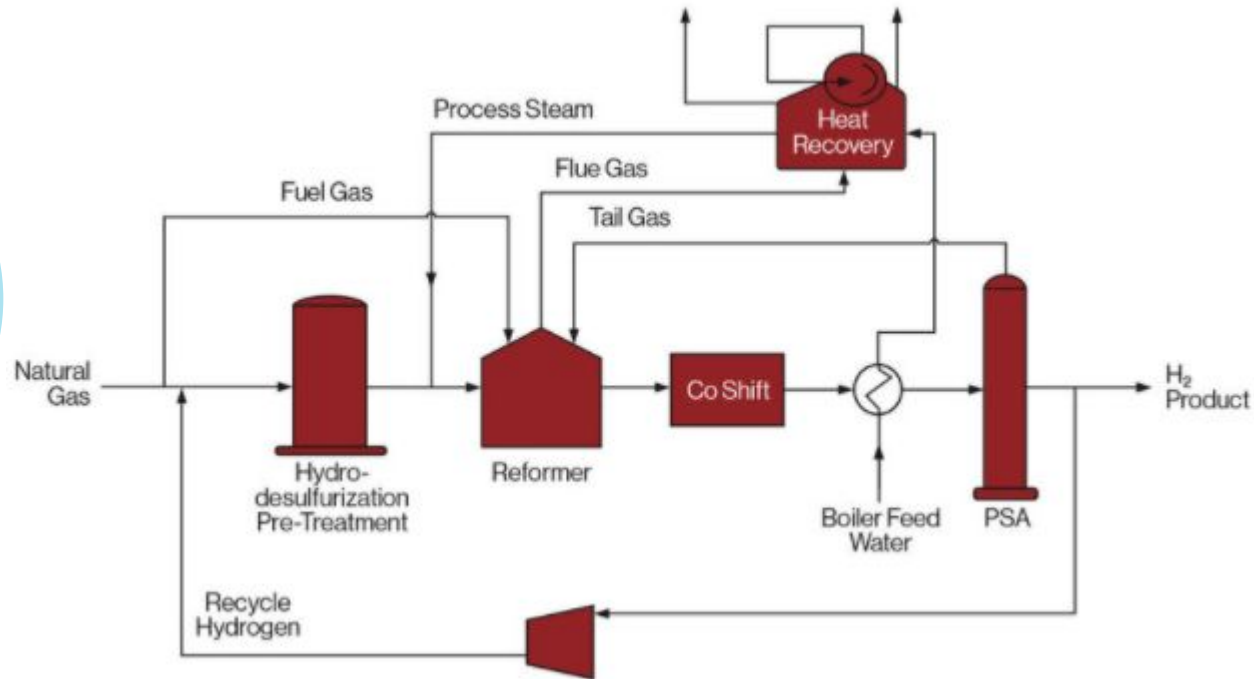 Heat
Recovery
Process Steam
Flue Gas
Fuel Gas
Tail Gas
Natural
Gas
Co Shift
H₂
Product
Hydro-
desulfurization
Pre-Treatment
Reformer
Boiler Feed
Water
PSA
Recycle
Hydrogen